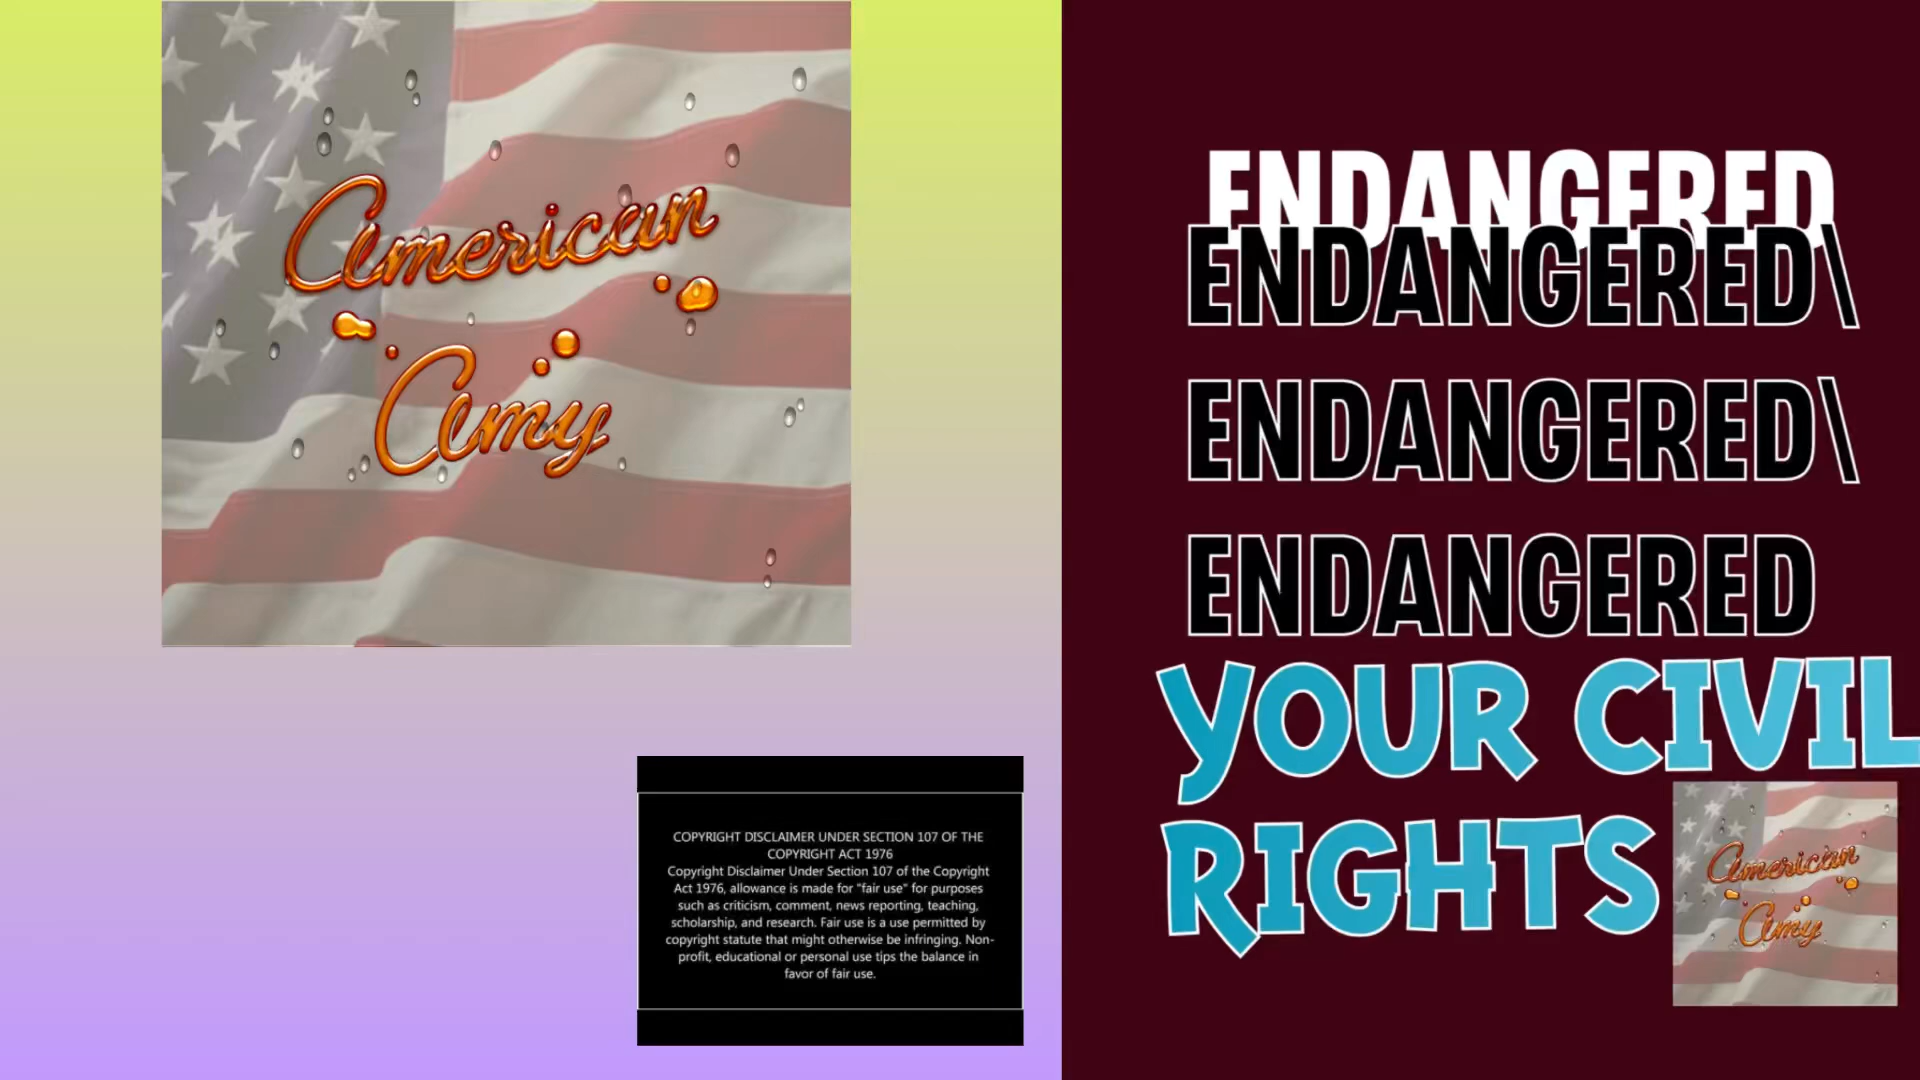 American
Amy
COPYRIGHT DISCLAIMER UNDER SECTION 107 OF THE
COPYRIGHT ACT 1976
Copyright Disclaimer Under Section 107 of the Copyright
Act 1976, allowance is made for "fair use" for purposes
such as criticism, comment, news reporting, teaching,
scholarship, and research. Fair use is a use permitted by
copyright statute that might otherwise be infringing. Non-
profit, educational or personal use tips the balance in
favor of fair use.
ENDANGERED
ENDANGERED\
ENDANGERED\
ENDANGERED
YOUR CIVIL
RIGHTS
American
Amy